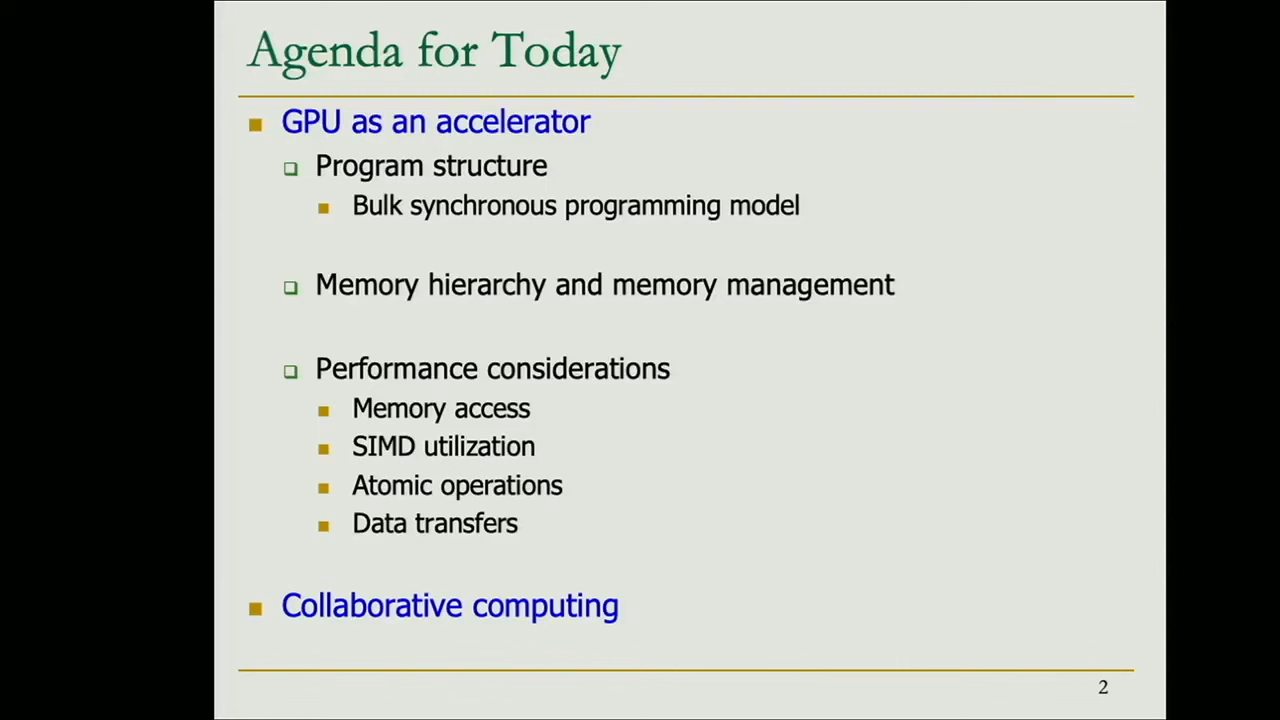 Agenda for Today
GPU as an accelerator
Program structure
Bulk synchronous programming model
Memory hierarchy and memory management
Performance considerations
Memory access
SIMD utilization
Atomic operations
Data transfers
Collaborative computing
2